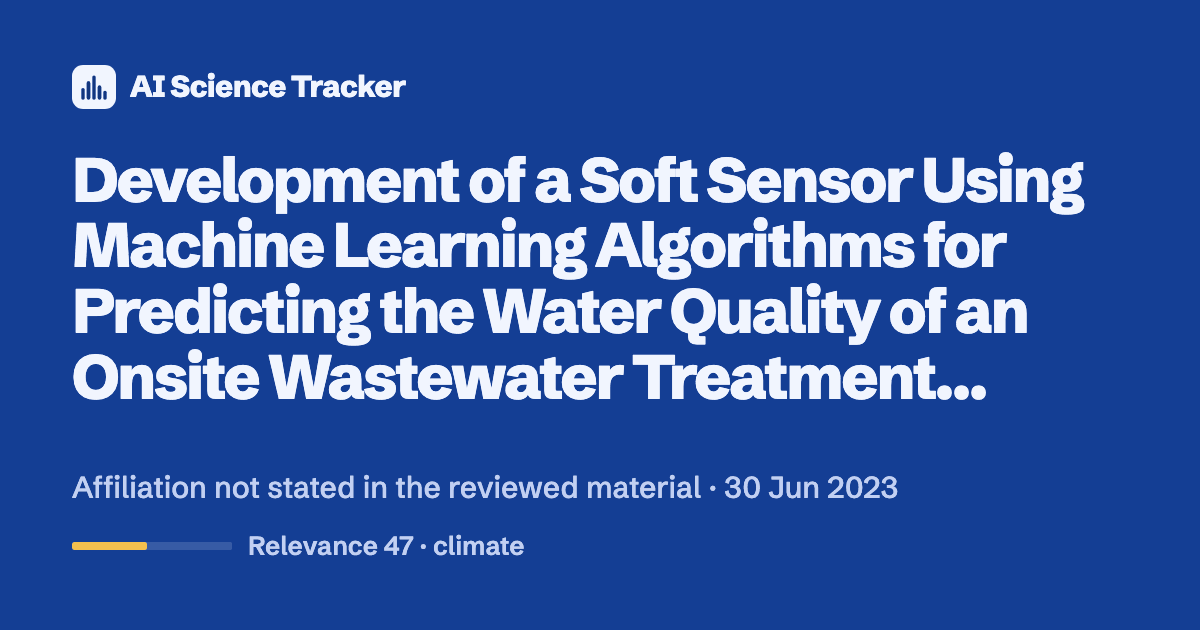 AI Science Tracker
Development of a Soft Sensor Using
Machine Learning Algorithms for
Predicting the Water Quality of an
Onsite Wastewater Treatment...
Affiliation not stated in the reviewed material · 30 Jun 2023
Relevance 47 · climate